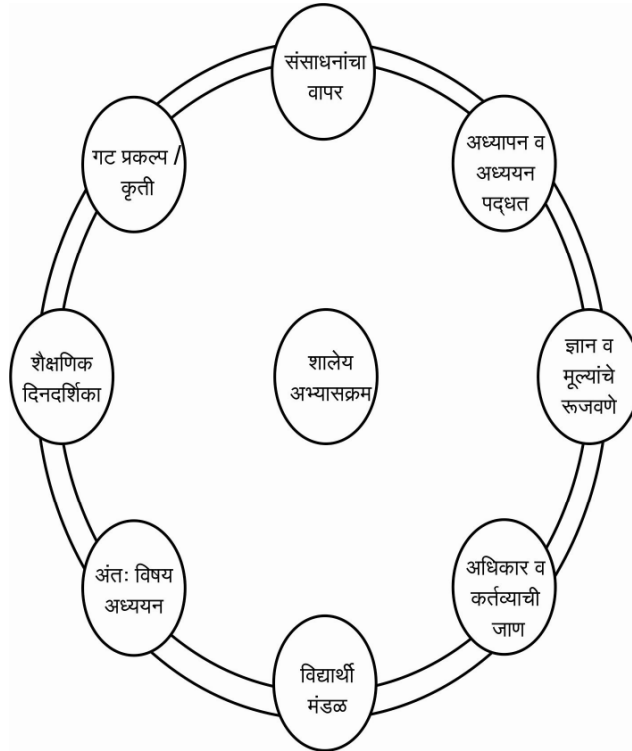 संसाधनांचा
वापर
अध्यापन व
अध्ययन
पद्धत
ज्ञान व
मूल्यांचे
रूजवणे
अधिकार व
कर्तव्याची
जाण
विद्यार्थी
मंडळ
अंतः विषय
अध्ययन
शैक्षणिक
दिनदर्शिका
गट प्रकल्प /
कृती
शालेय
अभ्यासक्रम